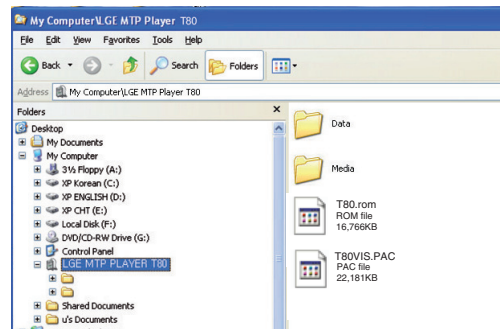 My Computer\LGE MTP Player T80
File Edit View Favorites Tools Help
Back Search Folders
Address My Computer\LGE MTP Player T80
Folders ×
Desktop
My Documents
My Computer
3½ Floppy (A:)
XP Korean (C:)
XP ENGLISH (D:)
XP CHT (E:)
Local Disk (F:)
DVD/CD-RW Drive (G:)
Control Panel
LGE MTP PLAYER T80
Shared Documents
u's Documents
Data
Media
T80.rom
ROM file
16,766KB
T80VIS.PAC
PAC file
22,181KB